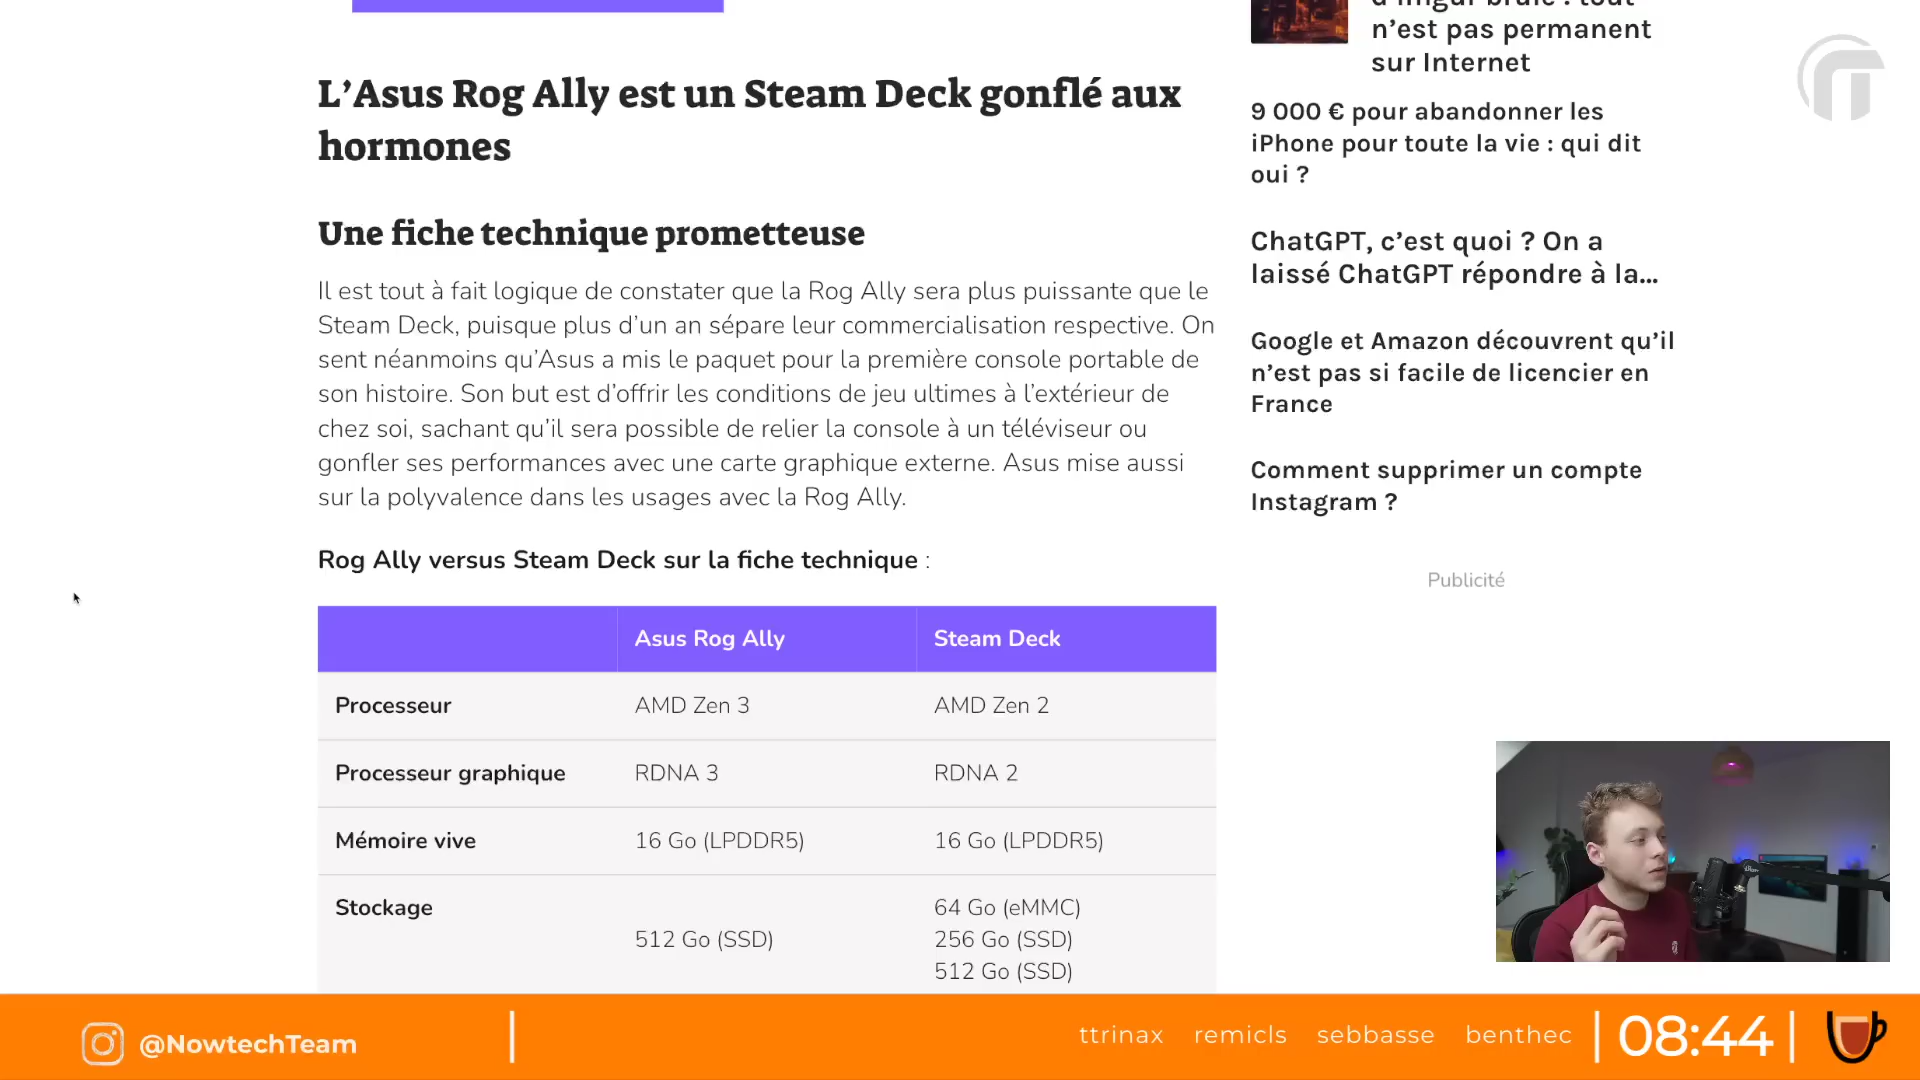 L’Asus Rog Ally est un Steam Deck gonflé aux
hormones
Une fiche technique prometteuse
Il est tout à fait logique de constater que la Rog Ally sera plus puissante que le
Steam Deck, puisque plus d’un an sépare leur commercialisation respective. On
sent néanmoins qu’Asus a mis le paquet pour la première console portable de
son histoire. Son but est d’offrir les conditions de jeu ultimes à l’extérieur de
chez soi, sachant qu’il sera possible de relier la console à un téléviseur ou
gonfler ses performances avec une carte graphique externe. Asus mise aussi
sur la polyvalence dans les usages avec la Rog Ally.
Rog Ally versus Steam Deck sur la fiche technique :
Asus Rog Ally Steam Deck
Processeur AMD Zen 3 AMD Zen 2
Processeur graphique RDNA 3 RDNA 2
Mémoire vive 16 Go (LPDDR5) 16 Go (LPDDR5)
Stockage 512 Go (SSD) 64 Go (eMMC)
256 Go (SSD)
512 Go (SSD)
d’Imgur brûle : tout
n’est pas permanent
sur Internet
9 000 € pour abandonner les
iPhone pour toute la vie : qui dit
oui ?
ChatGPT, c’est quoi ? On a
laissé ChatGPT répondre à la...
Google et Amazon découvrent qu’il
n’est pas si facile de licencier en
France
Comment supprimer un compte
Instagram ?
Publicité
@NowtechTeam
ttrinax remicls sebbasse benthec
08:44